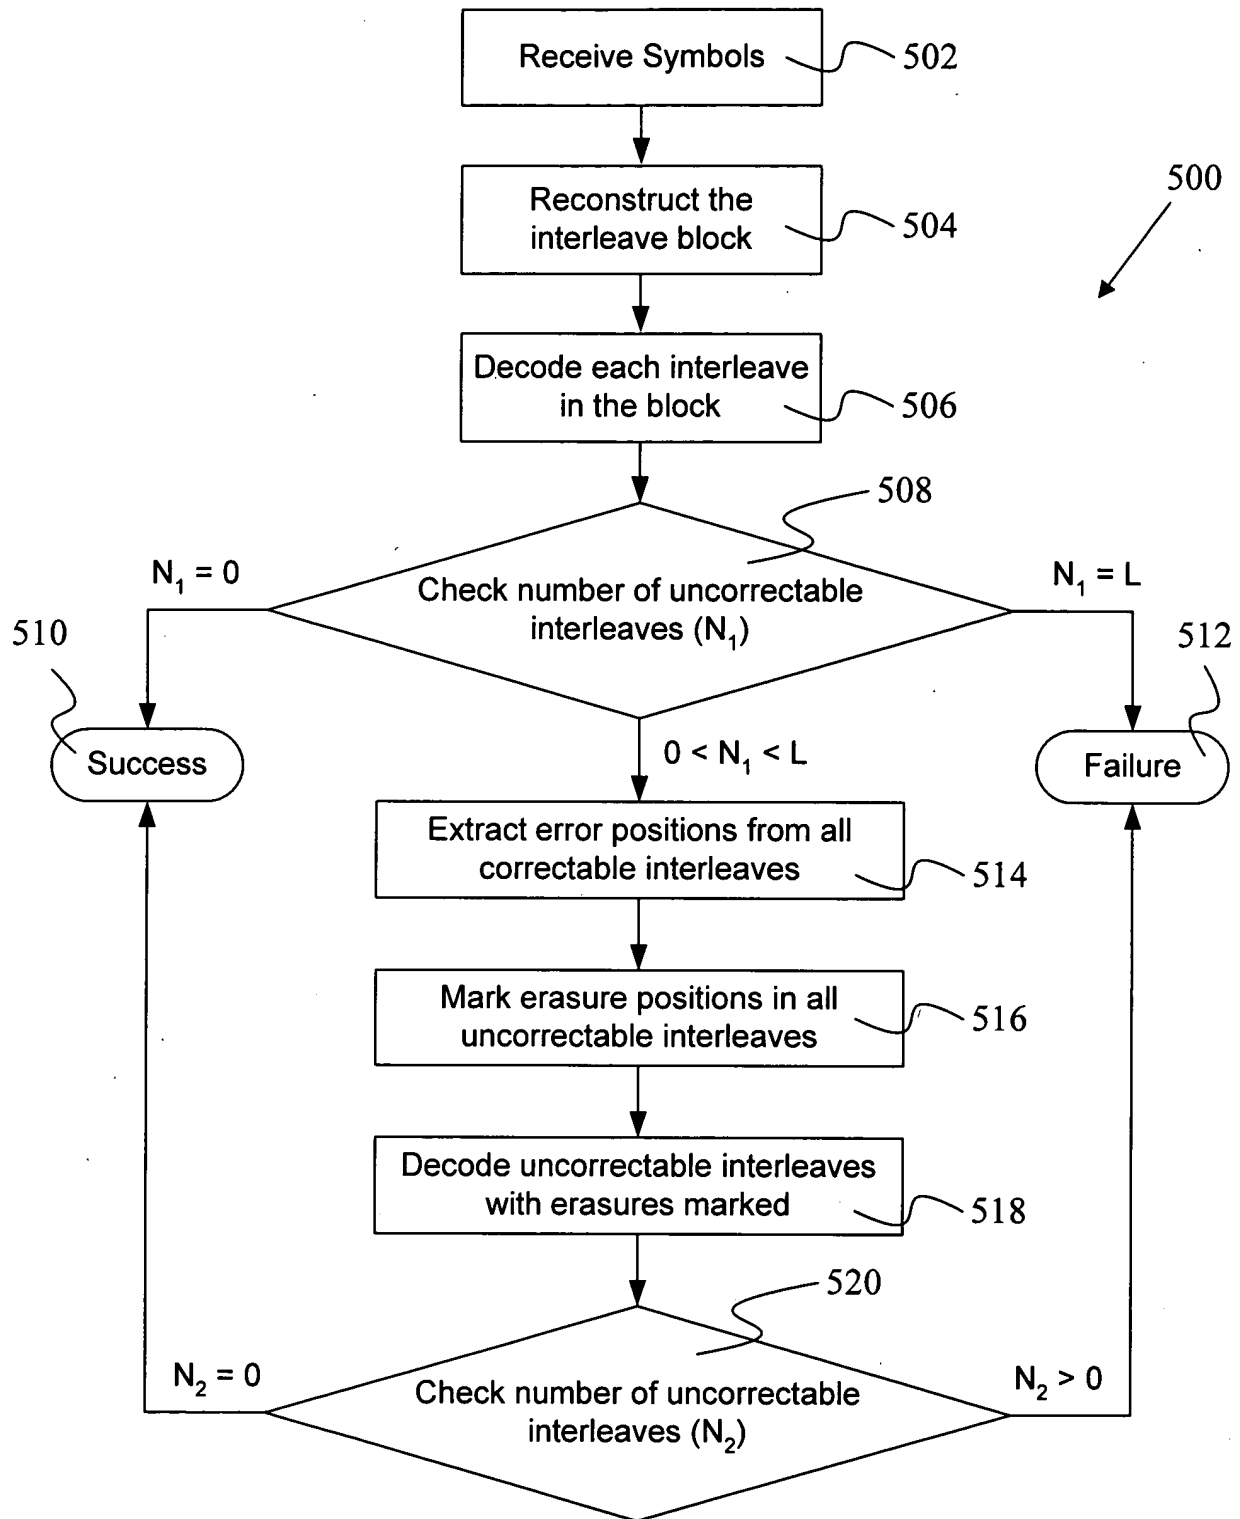 Receive Symbols
502
500
Reconstruct the
interleave block
504
Decode each interleave
in the block
506
508
N₁ = 0
Check number of uncorrectable
interleaves (N₁)
N₁ = L
510
512
Success
0 < N₁ < L
Failure
Extract error positions from all
correctable interleaves
514
Mark erasure positions in all
uncorrectable interleaves
516
Decode uncorrectable interleaves
with erasures marked
518
520
N₂ = 0
Check number of uncorrectable
interleaves (N₂)
N₂ > 0